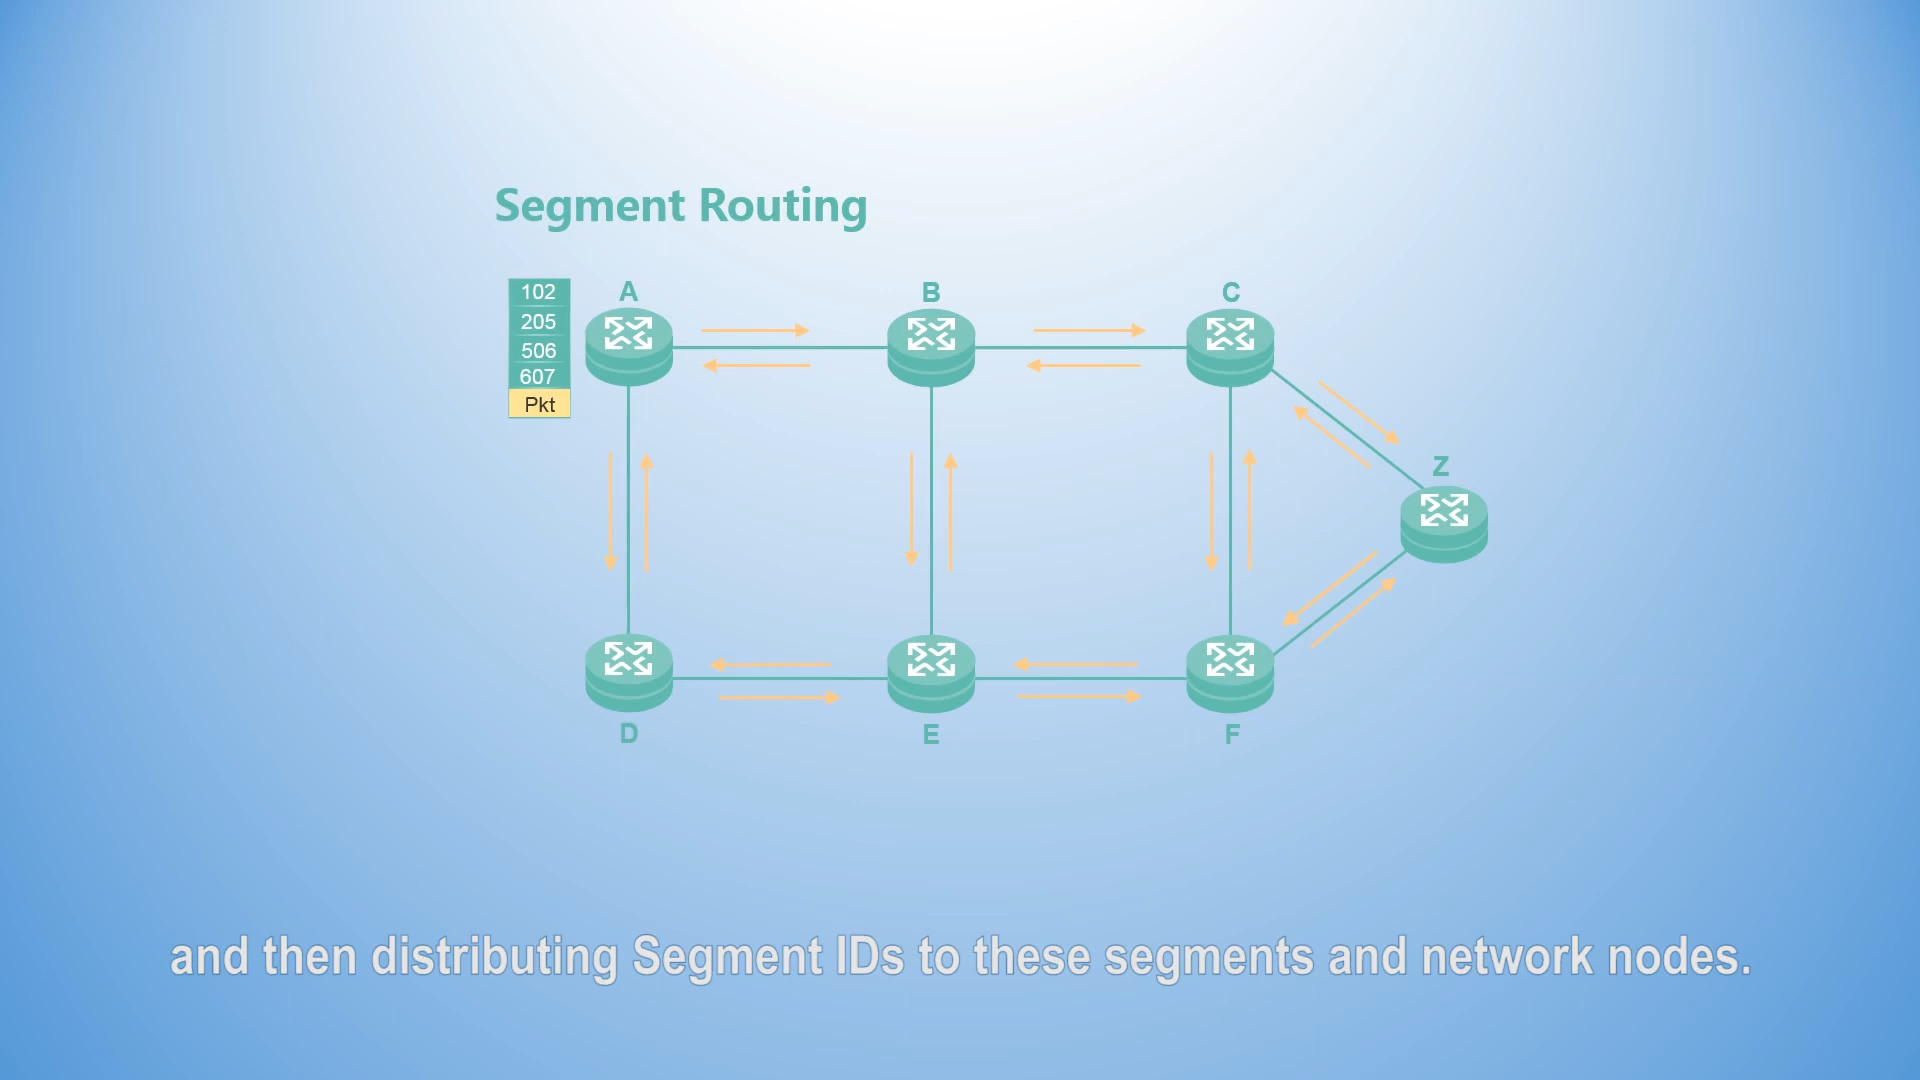 Segment Routing
102
205
506
607
Pkt
A
B
C
Z
D
E
F
and then distributing Segment IDs to these segments and network nodes.